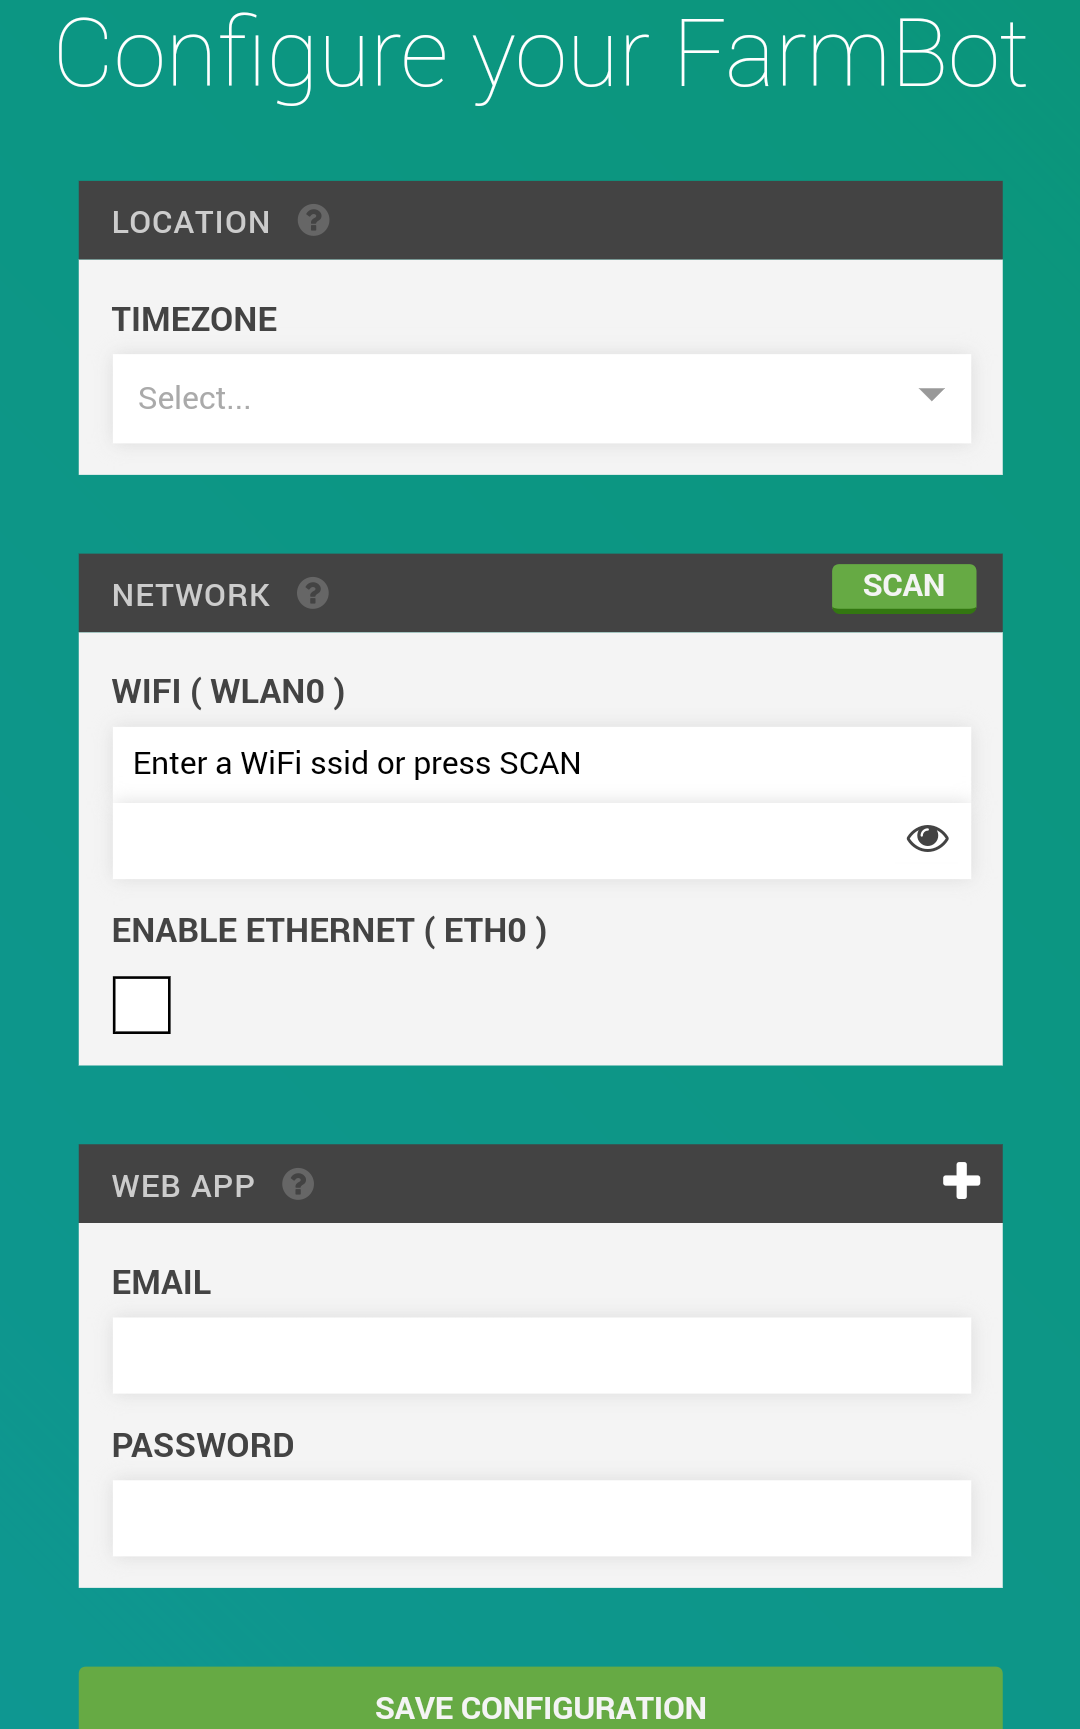 Configure your FarmBot
LOCATION
TIMEZONE
Select...
NETWORK
SCAN
WIFI ( WLAN0 )
Enter a WiFi ssid or press SCAN
ENABLE ETHERNET ( ETH0 )
WEB APP
EMAIL
PASSWORD
SAVE CONFIGURATION